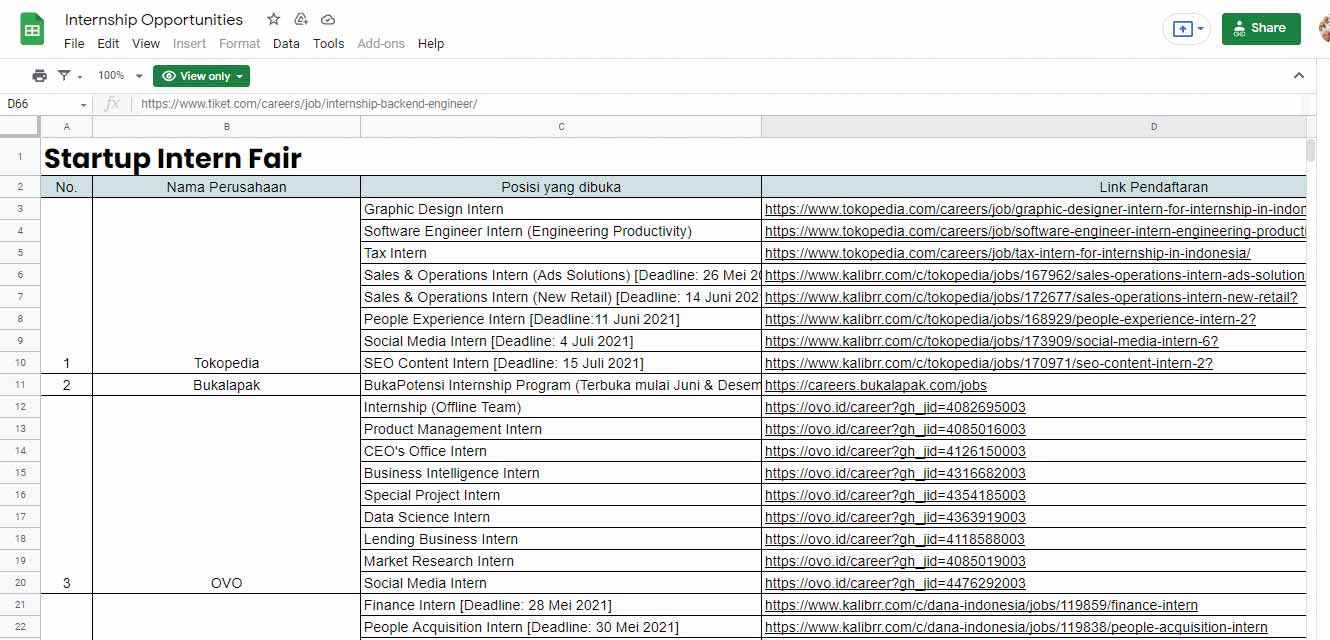 Internship Opportunities
File Edit View Insert Format Data Tools Add-ons Help
Share
100% View only
D66 fx https://www.tiket.com/careers/job/internship-backend-engineer/
A B C D
1 Startup Intern Fair
2 No. Nama Perusahaan Posisi yang dibuka Link Pendaftaran
3 Graphic Design Intern https://www.tokopedia.com/careers/job/graphic-designer-intern-for-internship-in-indon
4 Software Engineer Intern (Engineering Productivity) https://www.tokopedia.com/careers/job/software-engineer-intern-engineering-producti
5 Tax Intern https://www.tokopedia.com/careers/job/tax-intern-for-internship-in-indonesia/
6 Sales & Operations Intern (Ads Solutions) [Deadline: 26 Mei 20 https://www.kalibrr.com/c/tokopedia/jobs/167962/sales-operations-intern-ads-solution
7 Sales & Operations Intern (New Retail) [Deadline: 14 Juni 202 https://www.kalibrr.com/c/tokopedia/jobs/172677/sales-operations-intern-new-retail?
8 People Experience Intern [Deadline:11 Juni 2021] https://www.kalibrr.com/c/tokopedia/jobs/168929/people-experience-intern-2?
9 Social Media Intern [Deadline: 4 Juli 2021] https://www.kalibrr.com/c/tokopedia/jobs/173909/social-media-intern-6?
10 1 Tokopedia SEO Content Intern [Deadline: 15 Juli 2021] https://www.kalibrr.com/c/tokopedia/jobs/170971/seo-content-intern-2?
11 2 Bukalapak BukaPotensi Internship Program (Terbuka mulai Juni & Desem https://careers.bukalapak.com/jobs
12 Internship (Offline Team) https://ovo.id/career?gh_jid=4082695003
13 Product Management Intern https://ovo.id/career?gh_jid=4085016003
14 CEO's Office Intern https://ovo.id/career?gh_jid=4126150003
15 Business Intelligence Intern https://ovo.id/career?gh_jid=4316682003
16 Special Project Intern https://ovo.id/career?gh_jid=4354185003
17 Data Science Intern https://ovo.id/career?gh_jid=4363919003
18 Lending Business Intern https://ovo.id/career?gh_jid=4118588003
19 Market Research Intern https://ovo.id/career?gh_jid=4085019003
20 3 OVO Social Media Intern https://ovo.id/career?gh_jid=4476292003
21 Finance Intern [Deadline: 28 Mei 2021] https://www.kalibrr.com/c/dana-indonesia/jobs/119859/finance-intern
22 People Acquisition Intern [Deadline: 30 Mei 2021] https://www.kalibrr.com/c/dana-indonesia/jobs/119838/people-acquisition-intern